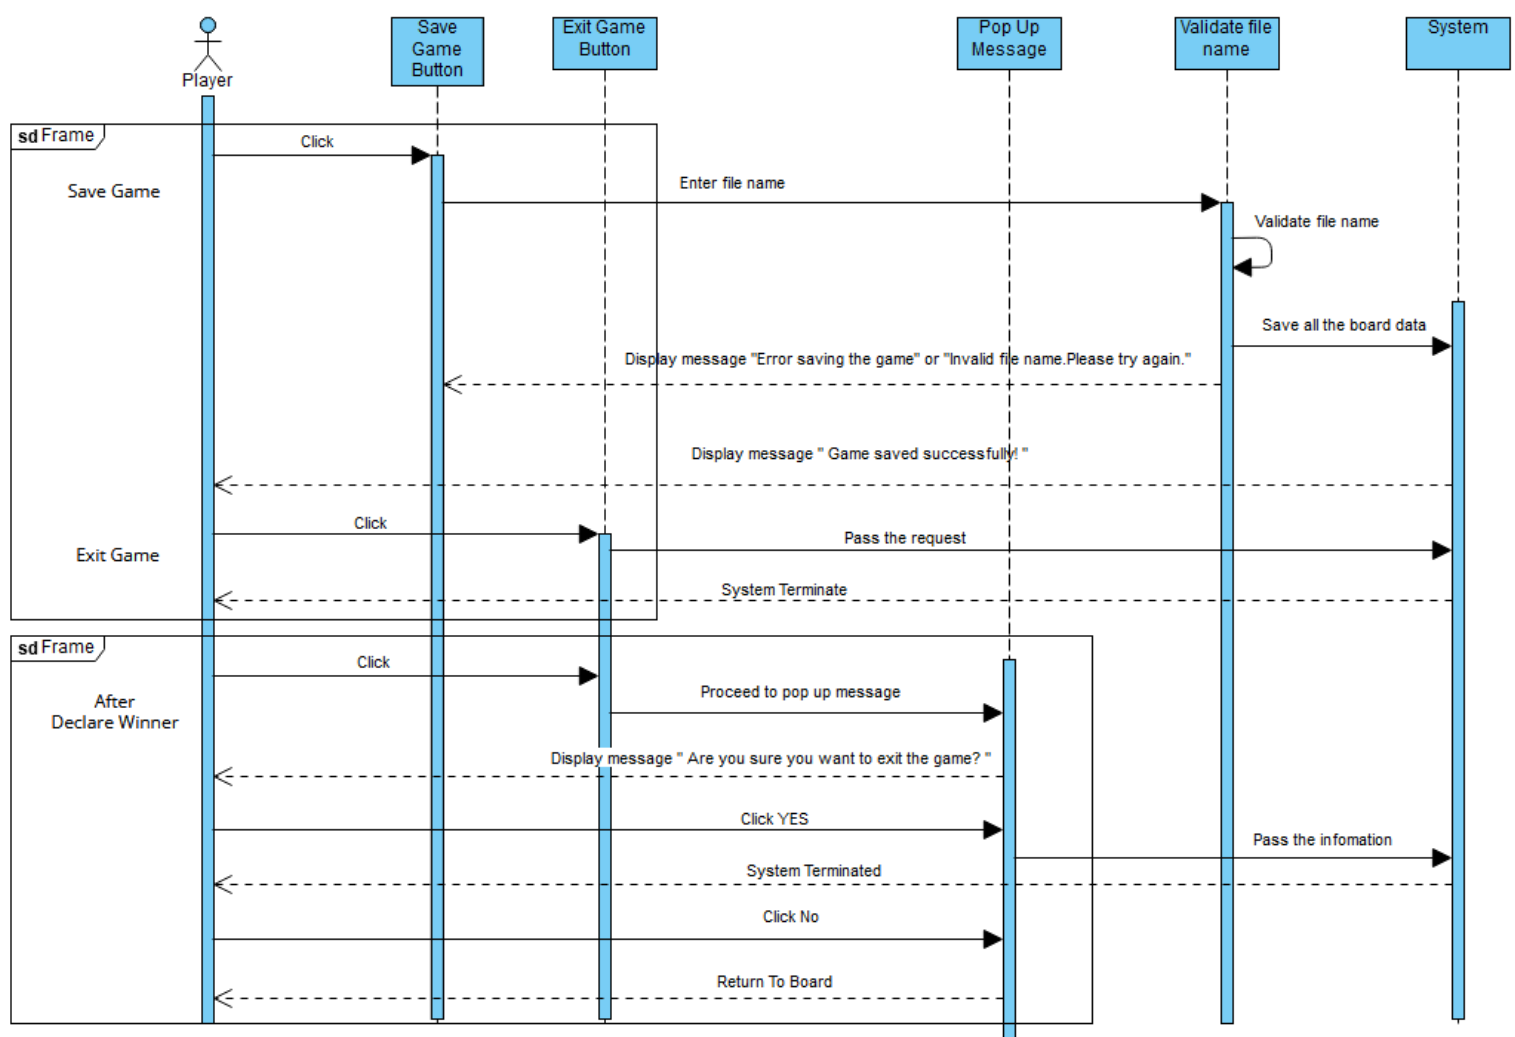 Player
Save
Game
Button
Exit Game
Button
Pop Up
Message
Validate file
name
System
sd Frame
Click
Save Game
Enter file name
Validate file name
Save all the board data
Display message "Error saving the game" or "Invalid file name.Please try again."
Display message " Game saved successfully! "
Click
Pass the request
Exit Game
System Terminate
sd Frame
Click
After
Declare Winner
Proceed to pop up message
Display message " Are you sure you want to exit the game? "
Click YES
Pass the infomation
System Terminated
Click No
Return To Board